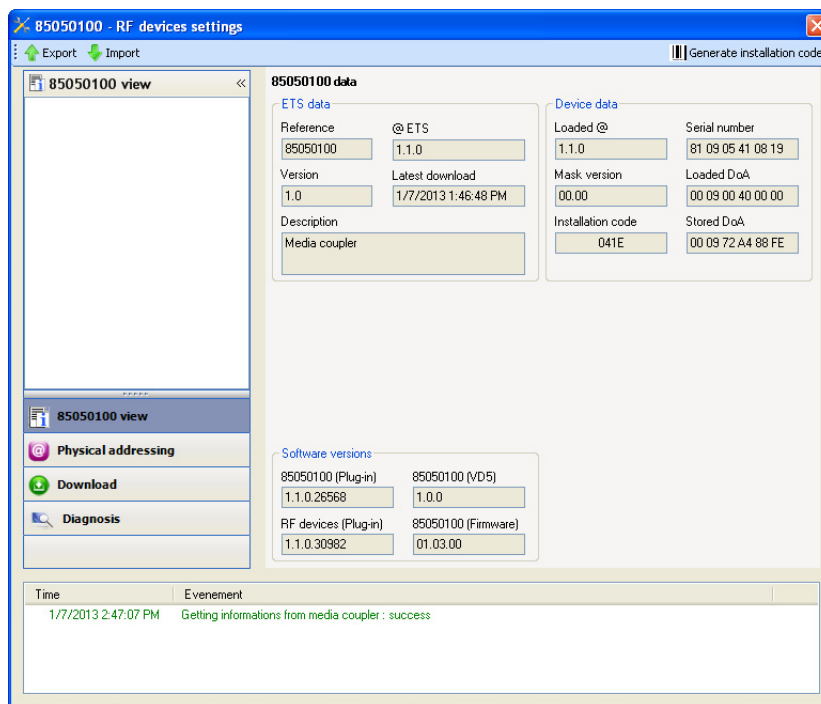 85050100 - RF devices settings
Export Import Generate installation code
85050100 view «
85050100 data
ETS data
Reference @ ETS
85050100 1.1.0
Version Latest download
1.0 1/7/2013 1:46:48 PM
Description
Media coupler
Device data
Loaded @ Serial number
1.1.0 81 09 05 41 08 19
Mask version Loaded DoA
00.00 00 09 00 40 00 00
Installation code Stored DoA
041E 00 09 72 A4 88 FE
85050100 view
Physical addressing
Download
Diagnosis
Software versions
85050100 (Plug-in) 85050100 (VD5)
1.1.0.26568 1.0.0
RF devices (Plug-in) 85050100 (Firmware)
1.1.0.30982 01.03.00
Time Evenement
1/7/2013 2:47:07 PM Getting informations from media coupler : success